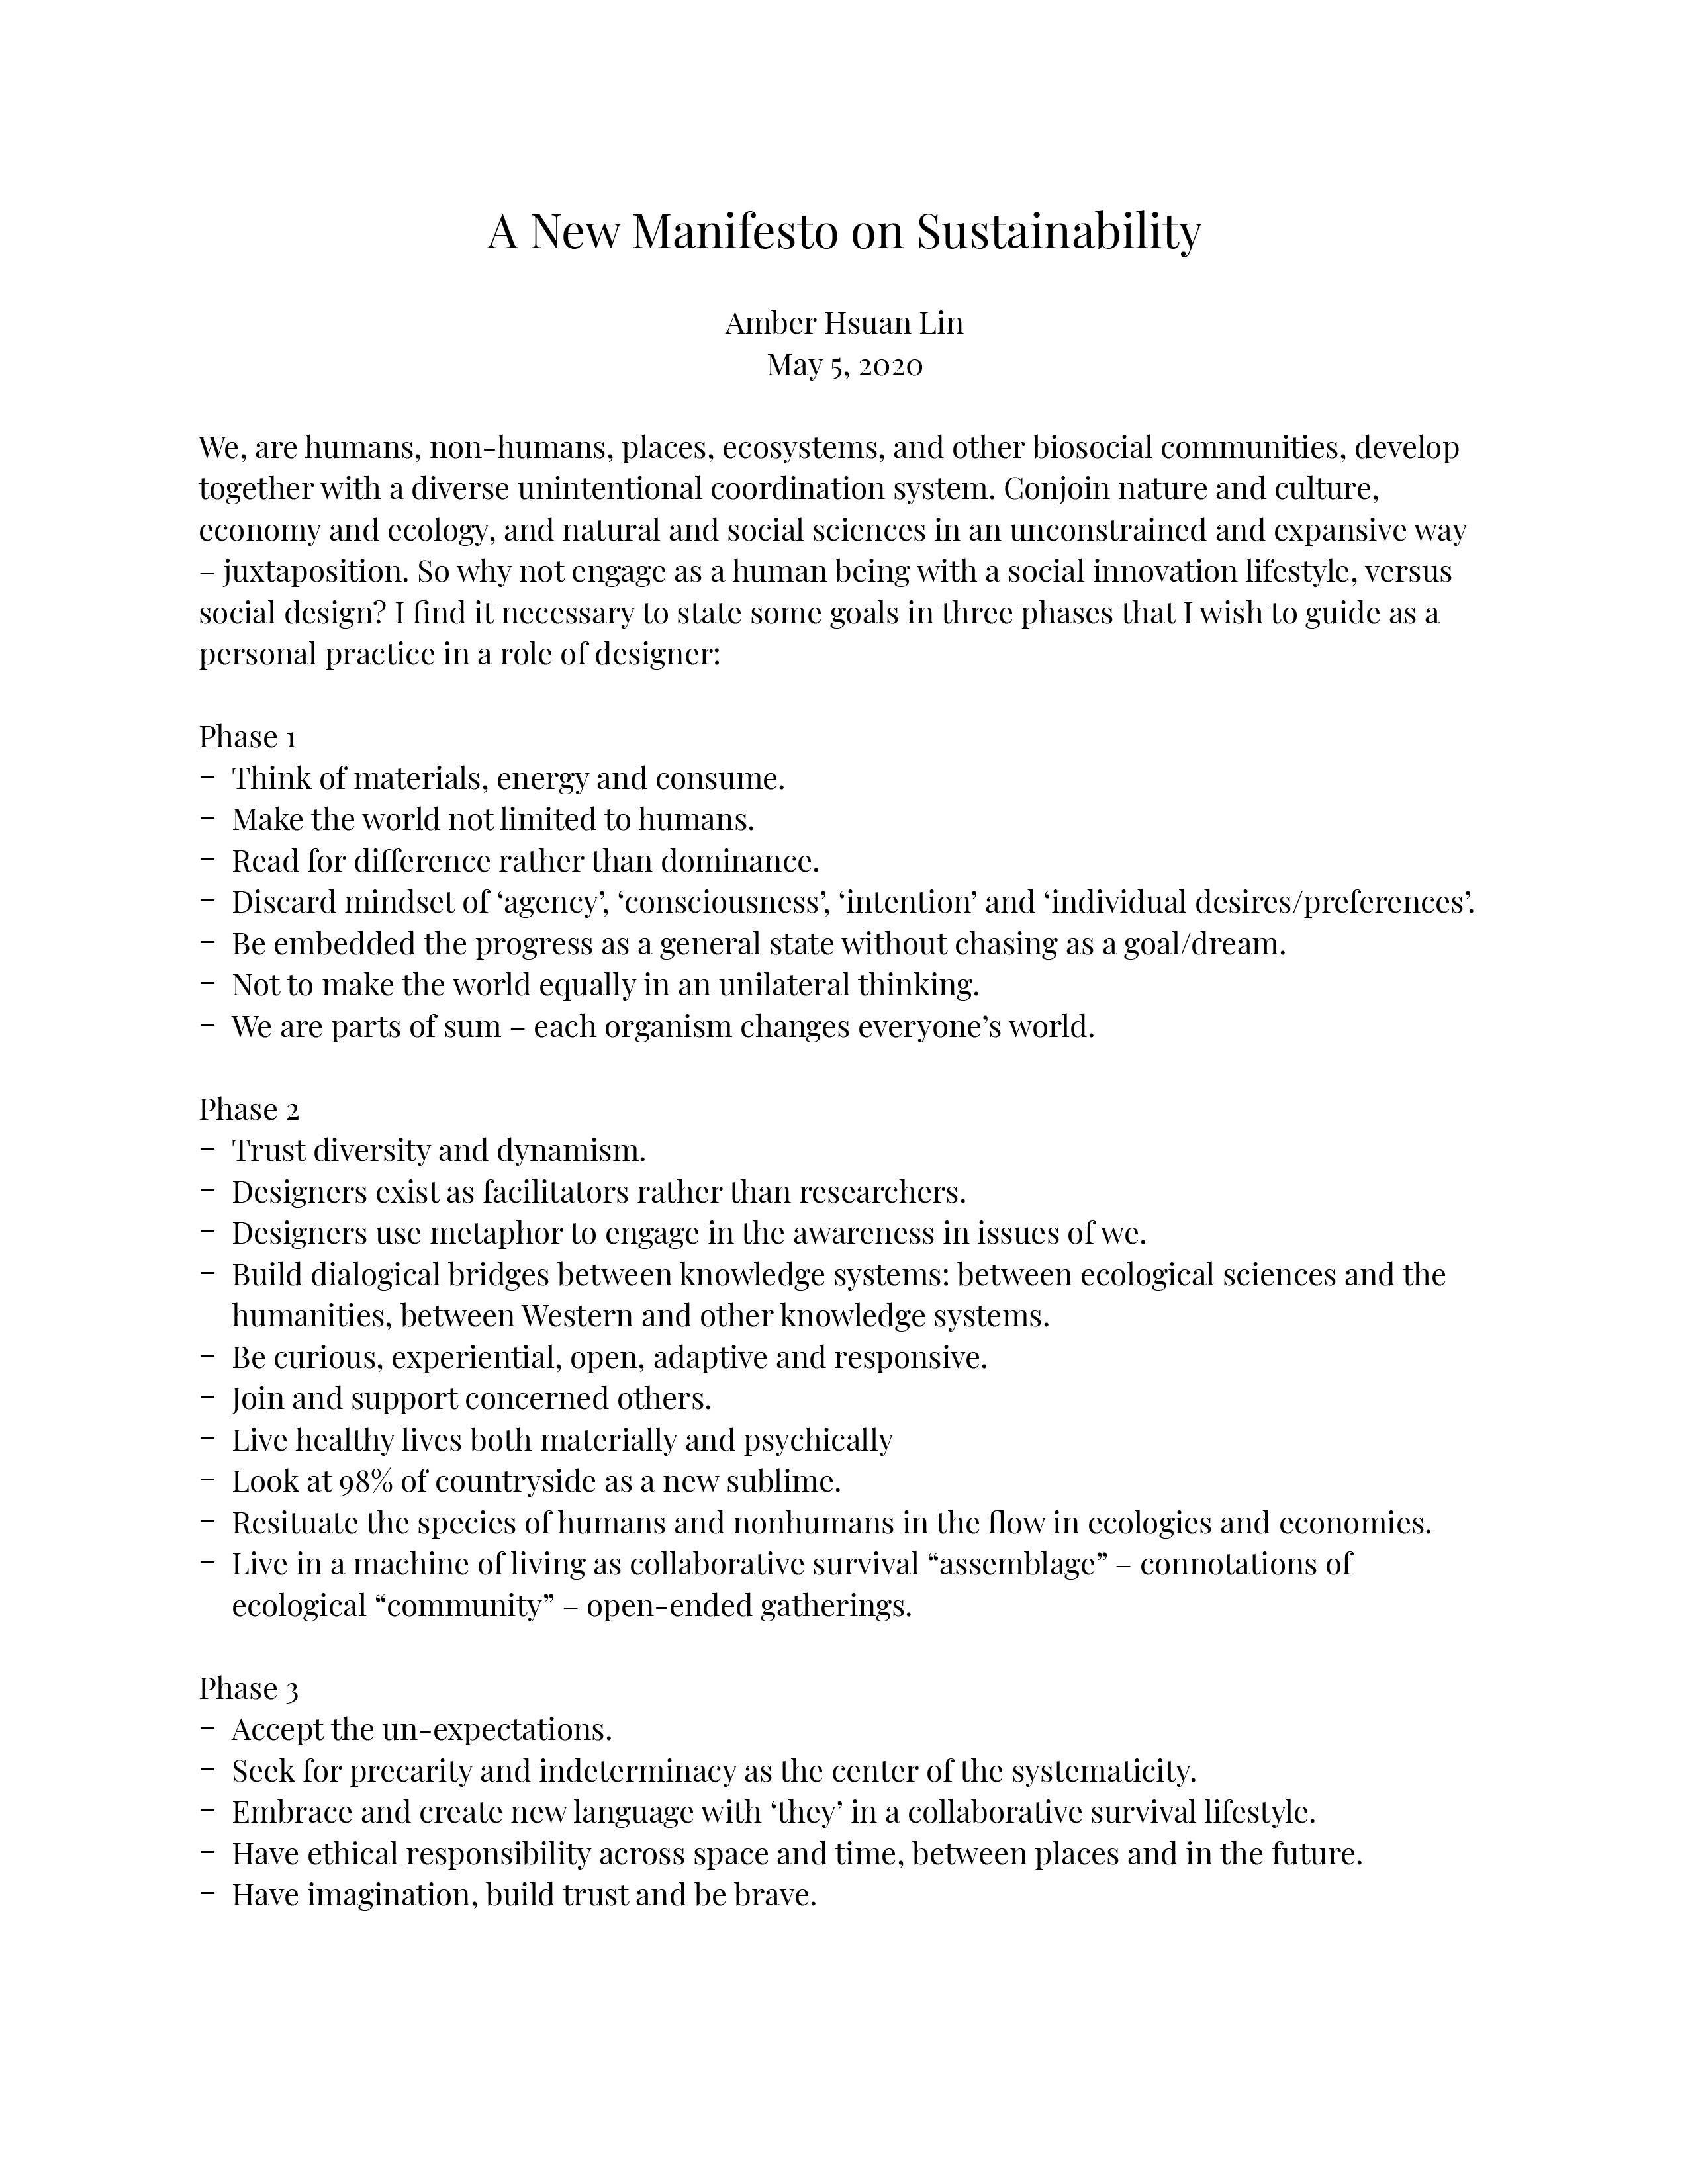 A New Manifesto on Sustainability
Amber Hsuan Lin
May 5, 2020
We, are humans, non-humans, places, ecosystems, and other biosocial communities, develop
together with a diverse unintentional coordination system. Conjoin nature and culture,
economy and ecology, and natural and social sciences in an unconstrained and expansive way
– juxtaposition. So why not engage as a human being with a social innovation lifestyle, versus
social design? I find it necessary to state some goals in three phases that I wish to guide as a
personal practice in a role of designer:
Phase 1
- Think of materials, energy and consume.
- Make the world not limited to humans.
- Read for difference rather than dominance.
- Discard mindset of ‘agency’, ‘consciousness’, ‘intention’ and ‘individual desires/preferences’.
- Be embedded the progress as a general state without chasing as a goal/dream.
- Not to make the world equally in an unilateral thinking.
- We are parts of sum – each organism changes everyone’s world.
Phase 2
- Trust diversity and dynamism.
- Designers exist as facilitators rather than researchers.
- Designers use metaphor to engage in the awareness in issues of we.
- Build dialogical bridges between knowledge systems: between ecological sciences and the
humanities, between Western and other knowledge systems.
- Be curious, experiential, open, adaptive and responsive.
- Join and support concerned others.
- Live healthy lives both materially and psychically
- Look at 98% of countryside as a new sublime.
- Resituate the species of humans and nonhumans in the flow in ecologies and economies.
- Live in a machine of living as collaborative survival “assemblage” – connotations of
ecological “community” – open-ended gatherings.
Phase 3
- Accept the un-expectations.
- Seek for precarity and indeterminacy as the center of the systematicity.
- Embrace and create new language with ‘they’ in a collaborative survival lifestyle.
- Have ethical responsibility across space and time, between places and in the future.
- Have imagination, build trust and be brave.